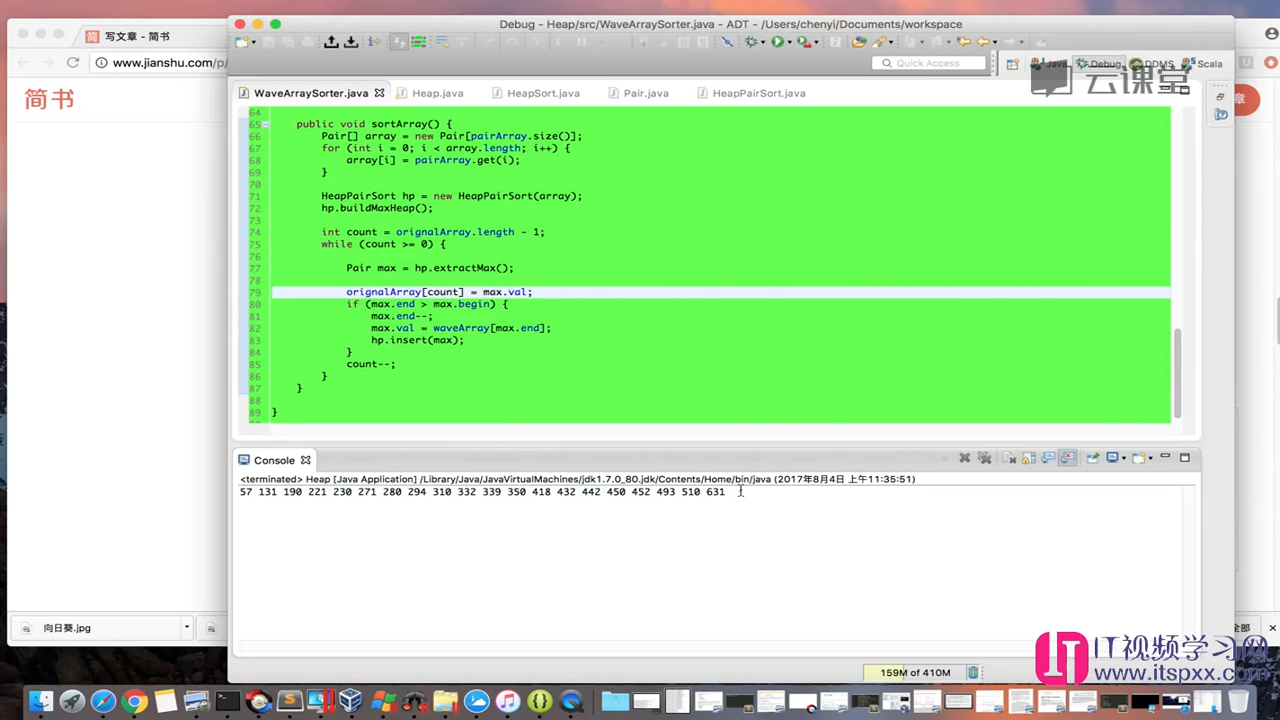 Debug - Heap/src/WaveArraySorter.java - ADT - /Users/chenyi/Documents/workspace
写文章 - 简书
www.jianshu.com/p/
简书
Quick Access
Java
Debug
DDMS
Scala
云课堂
章
WaveArraySorter.java
Heap.java
HeapSort.java
Pair.java
HeapPairSort.java
64
65 public void sortArray() {
66 Pair[] array = new Pair[pairArray.size()];
67 for (int i = 0; i < array.length; i++) {
68 array[i] = pairArray.get(i);
69 }
70
71 HeapPairSort hp = new HeapPairSort(array);
72 hp.buildMaxHeap();
73
74 int count = orignalArray.length - 1;
75 while (count >= 0) {
76
77 Pair max = hp.extractMax();
78
79 orignalArray[count] = max.val;
80 if (max.end > max.begin) {
81 max.end--;
82 max.val = waveArray[max.end];
83 hp.insert(max);
84 }
85 count--;
86 }
87 }
88
89 }
Console
<terminated> Heap [Java Application] /Library/Java/JavaVirtualMachines/jdk1.7.0_80.jdk/Contents/Home/bin/java (2017年8月4日 上午11:35:51)
57 131 190 221 230 271 280 294 310 332 339 350 418 432 442 450 452 493 510 631
向日葵.jpg
全部
159M of 410M
IT视频学习网
www.itspxx.com